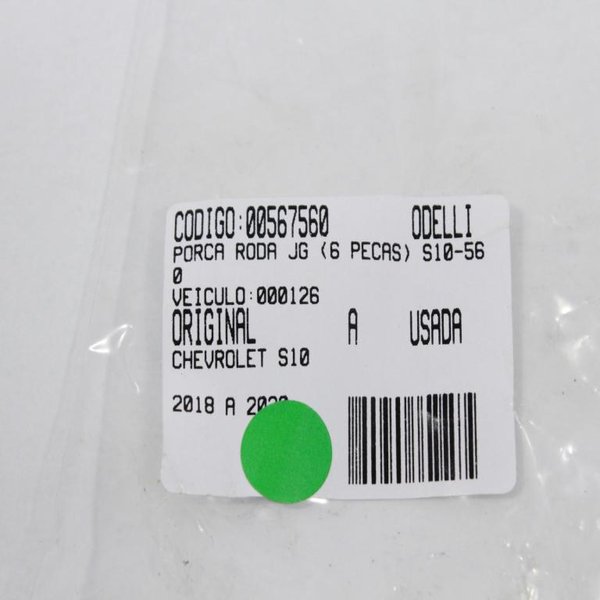 CODIGO:00567560 ODELLI
PORCA RODA JG (6 PECAS) S10-56
0
VEICULO:000126
ORIGINAL A USADA
CHEVROLET S10
2018 A